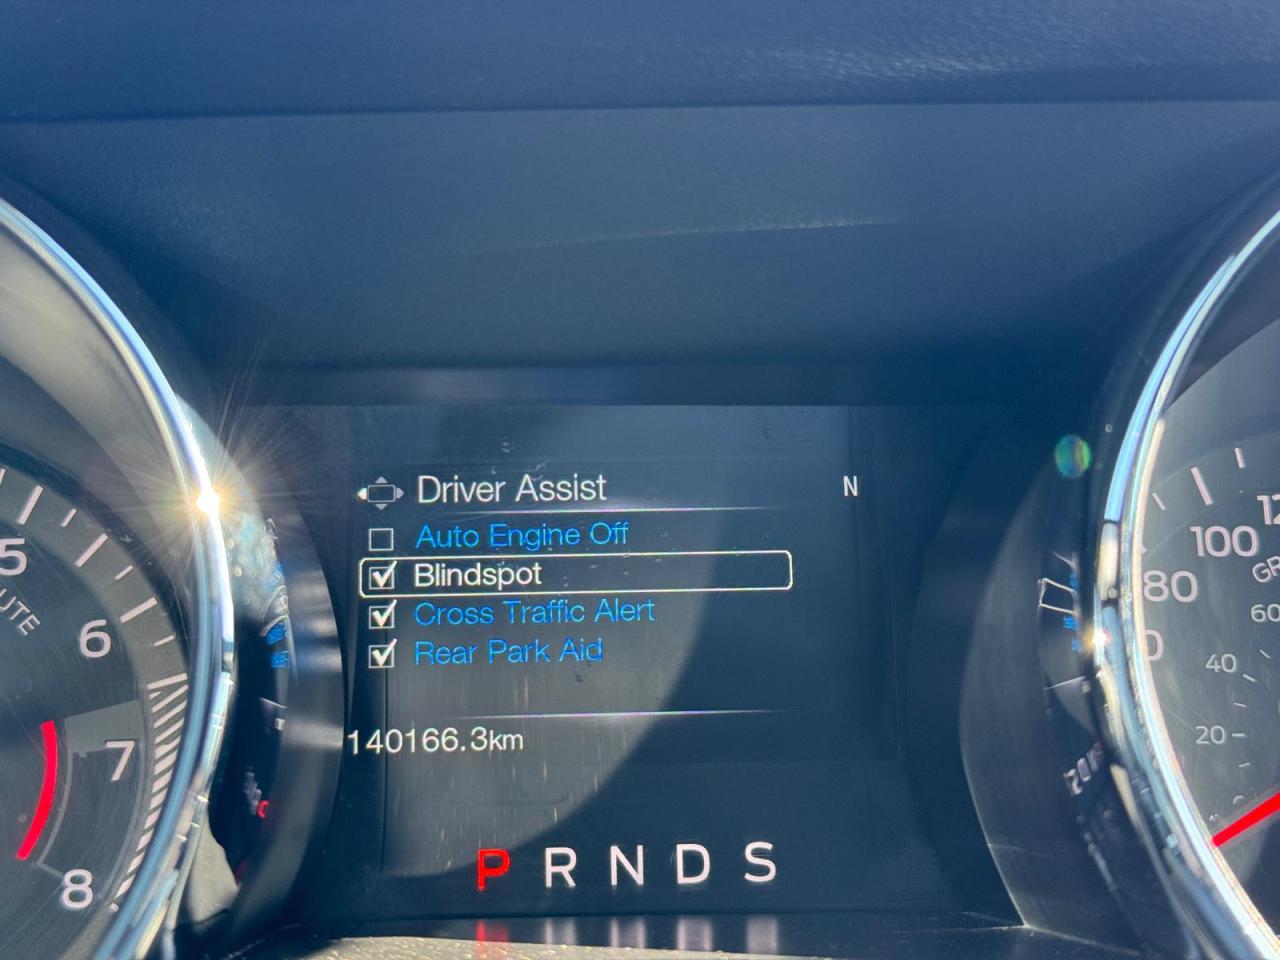 Driver Assist
N
Auto Engine Off
Blindspot
Cross Traffic Alert
Rear Park Aid
140166.3km
P R N D S
5
6
7
8
100
80
60
40
20